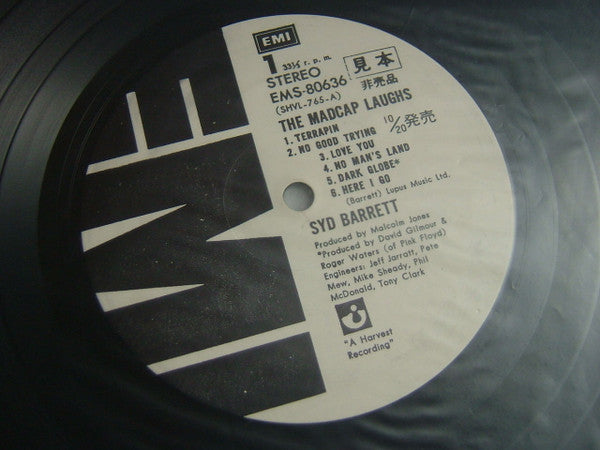 EMI
1
33⅓ r. p. m.
STEREO
EMS-80636
(SHVL-765-A)
見本
非売品
THE MADCAP LAUGHS
10/20発売
1. TERRAPIN
2. NO GOOD TRYING
3. LOVE YOU
4. NO MAN'S LAND
5. DARK GLOBE*
6. HERE I GO
(Barrett) Lupus Music Ltd.
SYD BARRETT
Produced by Malcolm Jones
*Produced by David Gilmour &
Roger Waters (of Pink Floyd)
Engineers: Jeff Jarratt, Pete
Mew, Mike Sheady, Phil
McDonald, Tony Clark
"A Harvest
Recording"
EMI